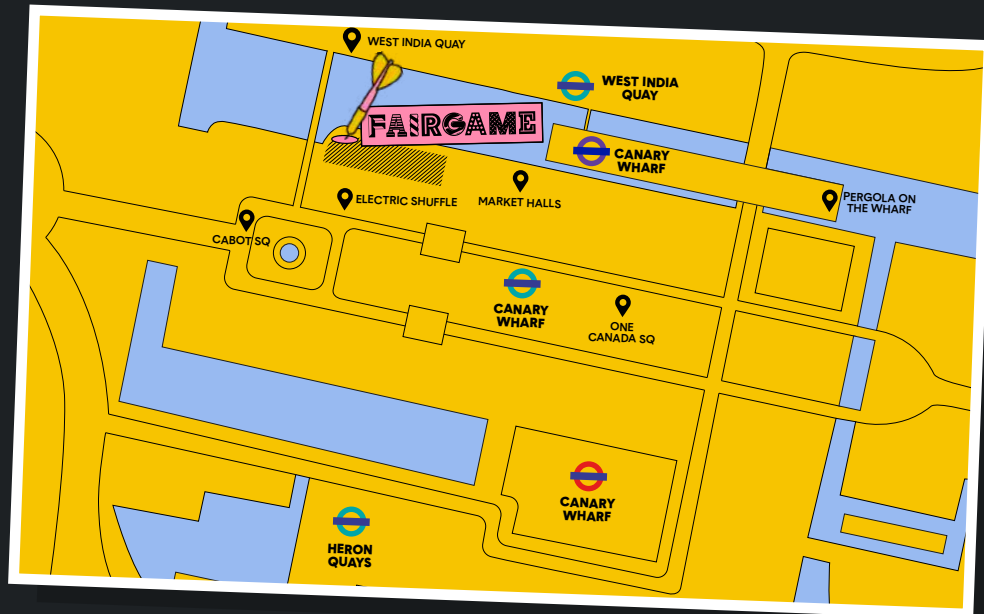 WEST INDIA QUAY
WEST INDIA
QUAY
FAIRGAME
CANARY
WHARF
ELECTRIC SHUFFLE
MARKET HALLS
PERGOLA ON
THE WHARF
CABOT SQ
CANARY
WHARF
ONE
CANADA SQ
CANARY
WHARF
HERON
QUAYS